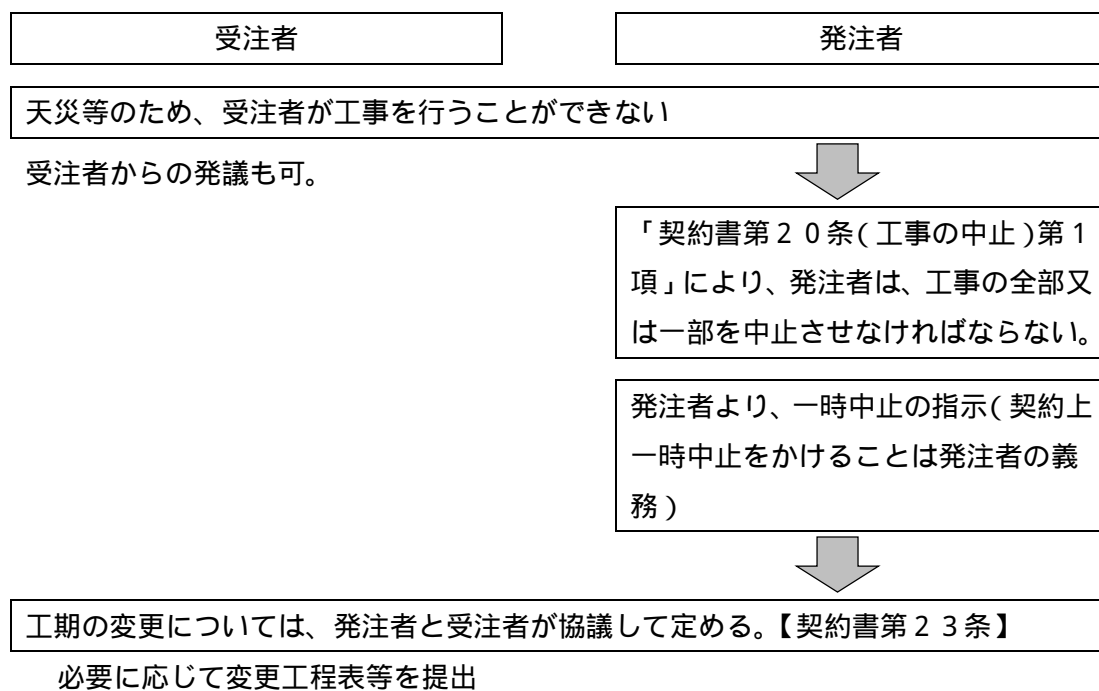 受注者
発注者
天災等のため、受注者が工事を行うことができない
受注者からの発議も可。
「契約書第２０条(工事の中止)第１
項」により、発注者は、工事の全部又
は一部を中止させなければならない。
発注者より、一時中止の指示(契約上
一時中止をかけることは発注者の義
務)
工期の変更については、発注者と受注者が協議して定める。【契約書第２３条】
必要に応じて変更工程表等を提出